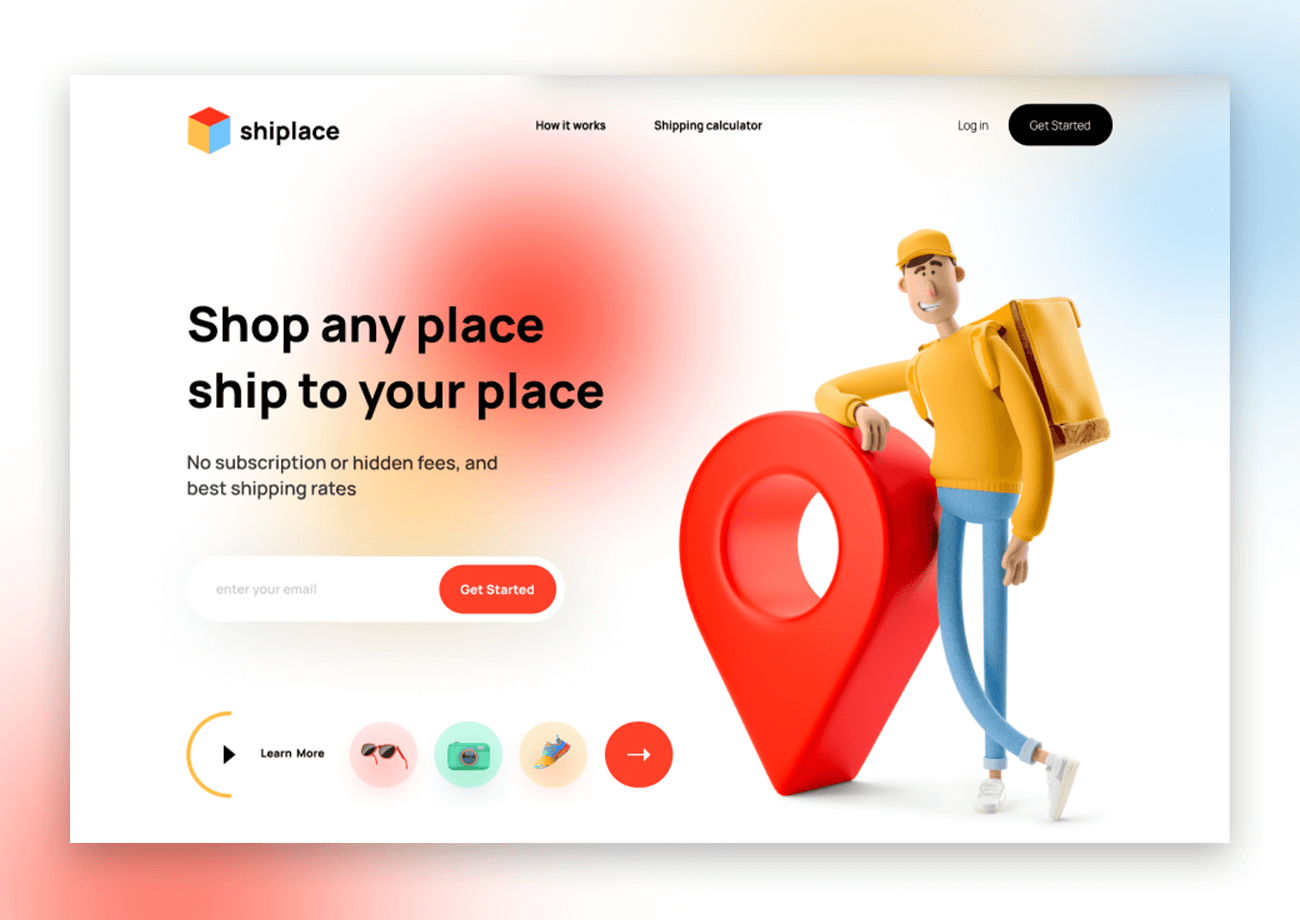 shiplace
How it works
Shipping calculator
Log in
Get Started
Shop any place
ship to your place
No subscription or hidden fees, and
best shipping rates
enter your email
Get Started
Learn More